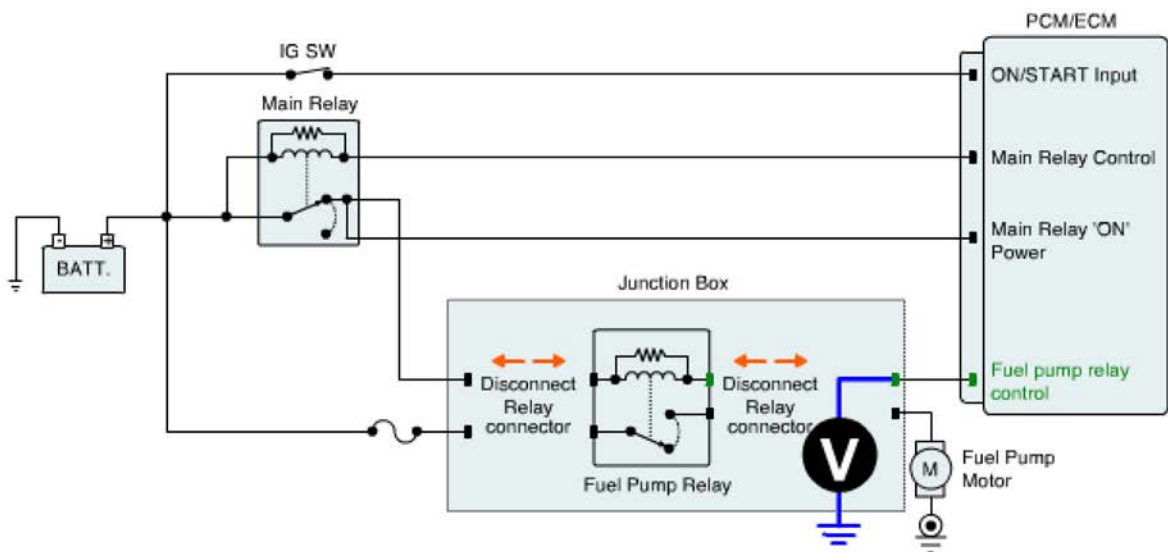 PCM/ECM
IG SW
ON/START Input
Main Relay
Main Relay Control
- +
BATT.
Main Relay 'ON'
Power
Junction Box
Disconnect
Relay
connector
Disconnect
Relay
connector
Fuel pump relay
control
V
M
Fuel Pump
Motor
Fuel Pump Relay